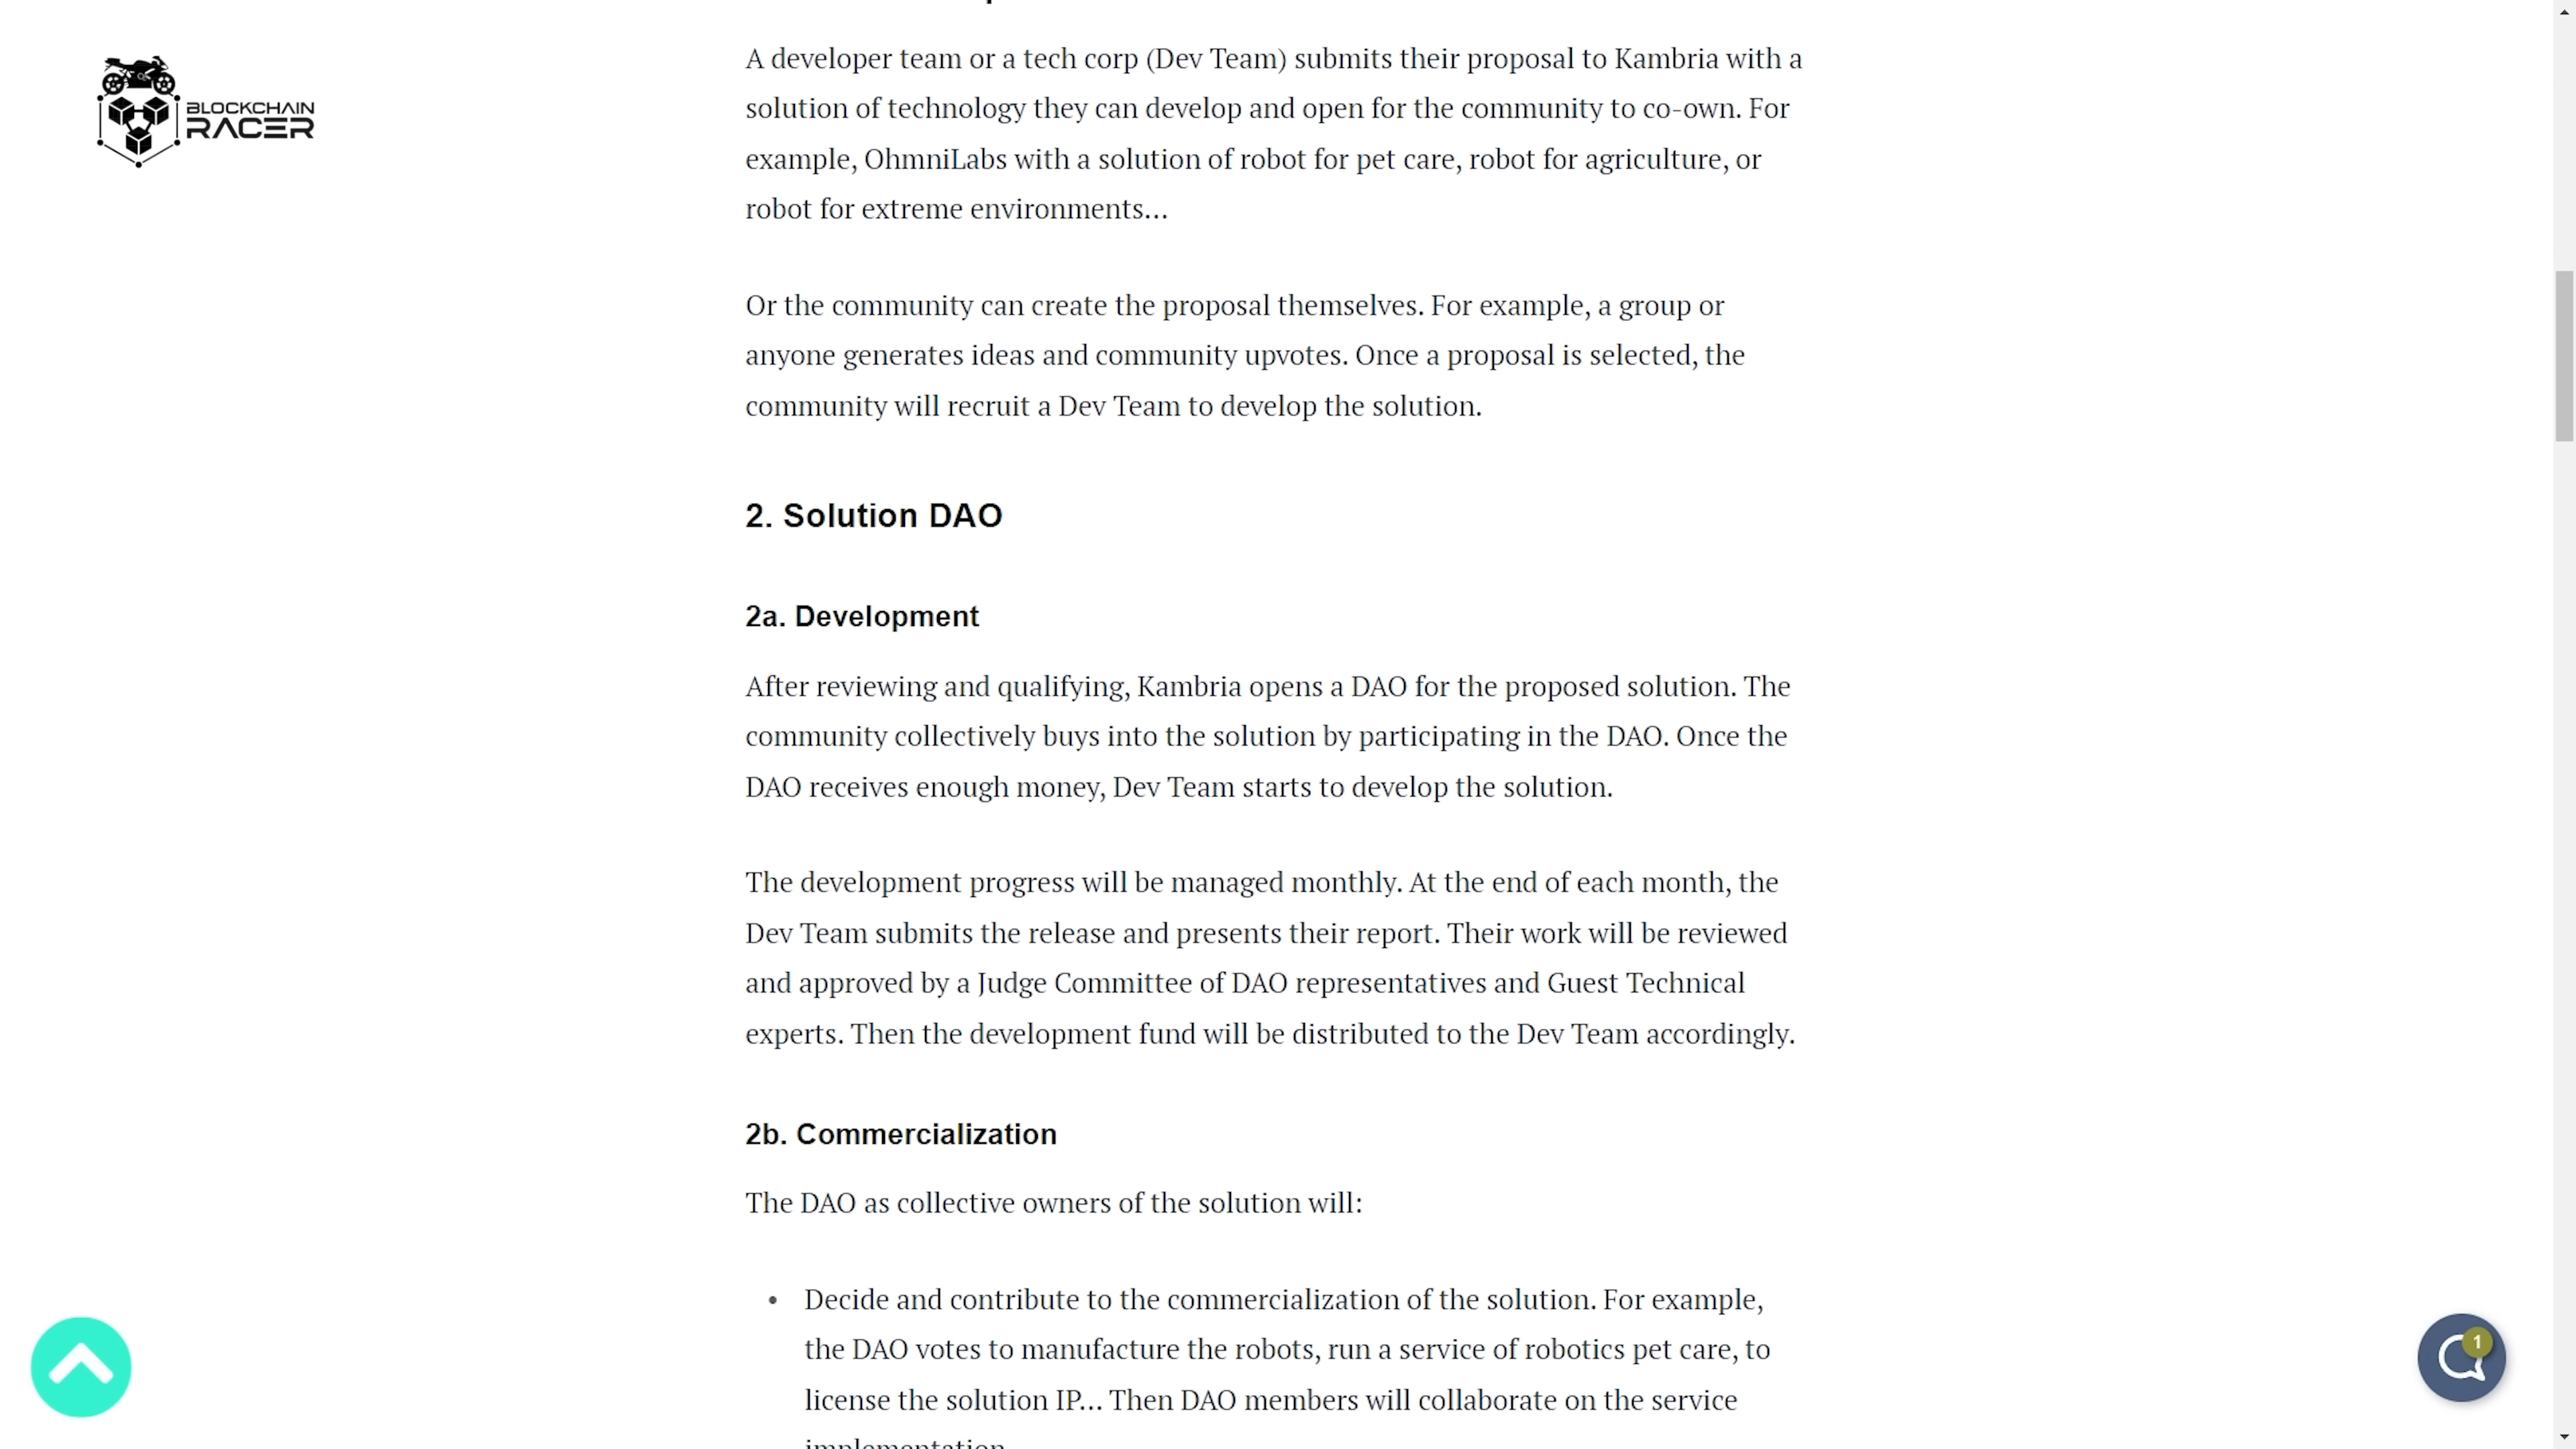 BLOCKCHAIN
RACER
A developer team or a tech corp (Dev Team) submits their proposal to Kambria with a
solution of technology they can develop and open for the community to co-own. For
example, OhmniLabs with a solution of robot for pet care, robot for agriculture, or
robot for extreme environments…
Or the community can create the proposal themselves. For example, a group or
anyone generates ideas and community upvotes. Once a proposal is selected, the
community will recruit a Dev Team to develop the solution.
2. Solution DAO
2a. Development
After reviewing and qualifying, Kambria opens a DAO for the proposed solution. The
community collectively buys into the solution by participating in the DAO. Once the
DAO receives enough money, Dev Team starts to develop the solution.
The development progress will be managed monthly. At the end of each month, the
Dev Team submits the release and presents their report. Their work will be reviewed
and approved by a Judge Committee of DAO representatives and Guest Technical
experts. Then the development fund will be distributed to the Dev Team accordingly.
2b. Commercialization
The DAO as collective owners of the solution will:
• Decide and contribute to the commercialization of the solution. For example,
the DAO votes to manufacture the robots, run a service of robotics pet care, to
license the solution IP… Then DAO members will collaborate on the service
implementation
1